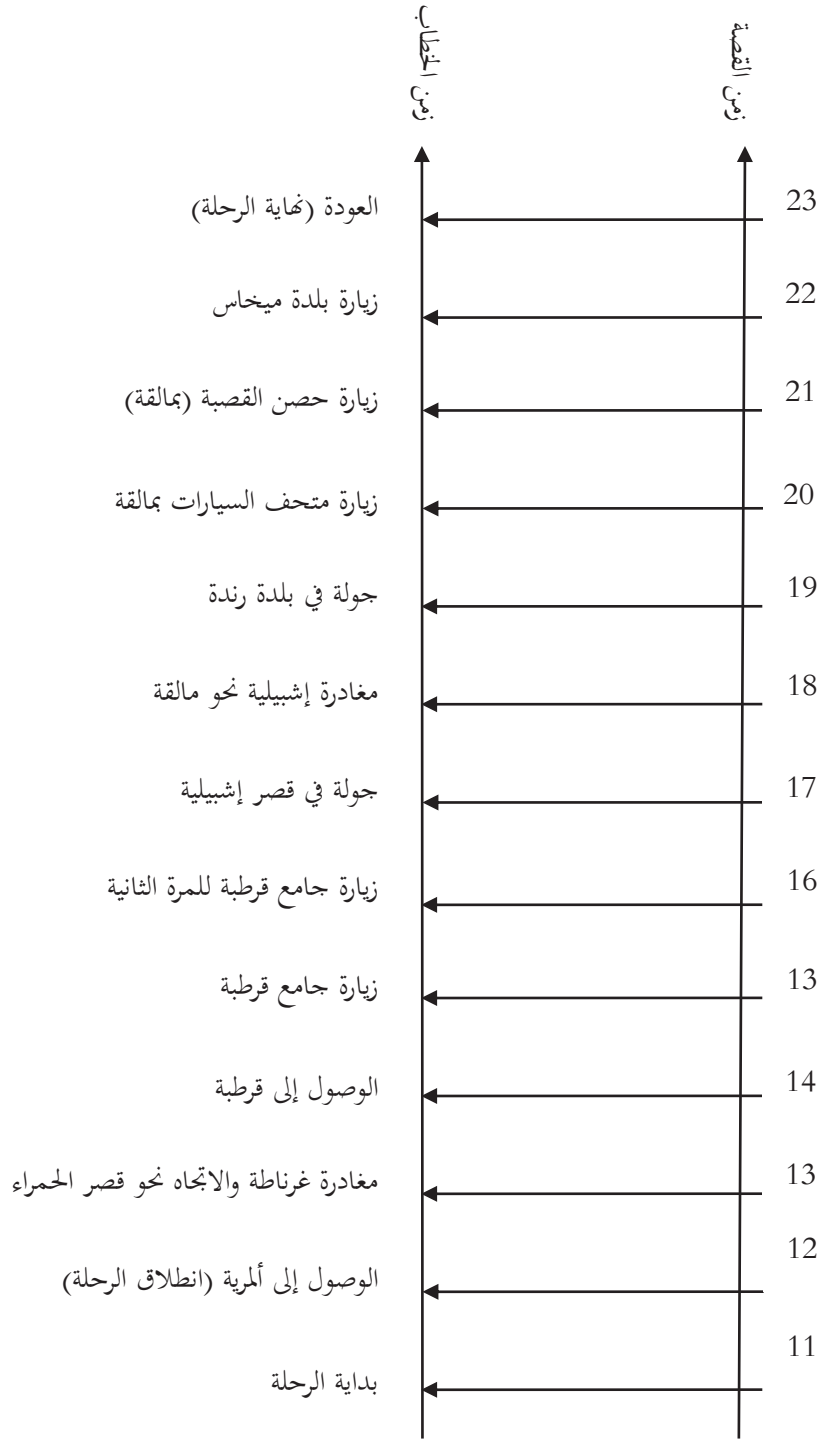 زمن القصة
زمن الخطاب
23
العودة (نهاية الرحلة)
22
زيارة بلدة ميخاس
21
زيارة حصن القصبة (بمالقة)
20
زيارة متحف السيارات بمالقة
19
جولة في بلدة رندة
18
مغادرة إشبيلية نحو مالقة
17
جولة في قصر إشبيلية
16
زيارة جامع قرطبة للمرة الثانية
13
زيارة جامع قرطبة
14
الوصول إلى قرطبة
13
مغادرة غرناطة والاتجاه نحو قصر الحمراء
12
الوصول إلى ألمرية (انطلاق الرحلة)
11
بداية الرحلة